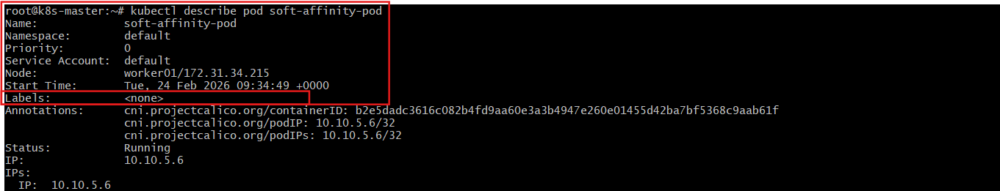 root@k8s-master:~# kubectl describe pod soft-affinity-pod
Name:             soft-affinity-pod
Namespace:        default
Priority:         0
Service Account:  default
Node:             worker01/172.31.34.215
Start Time:       Tue, 24 Feb 2026 09:34:49 +0000
Labels:           <none>
Annotations:      cni.projectcalico.org/containerID: b2e5dadc3616c082b4fd9aa60e3a3b4947e260e01455d42ba7bf5368c9aab61f
                  cni.projectcalico.org/podIP: 10.10.5.6/32
                  cni.projectcalico.org/podIPs: 10.10.5.6/32
Status:           Running
IP:               10.10.5.6
IPs:
  IP:  10.10.5.6